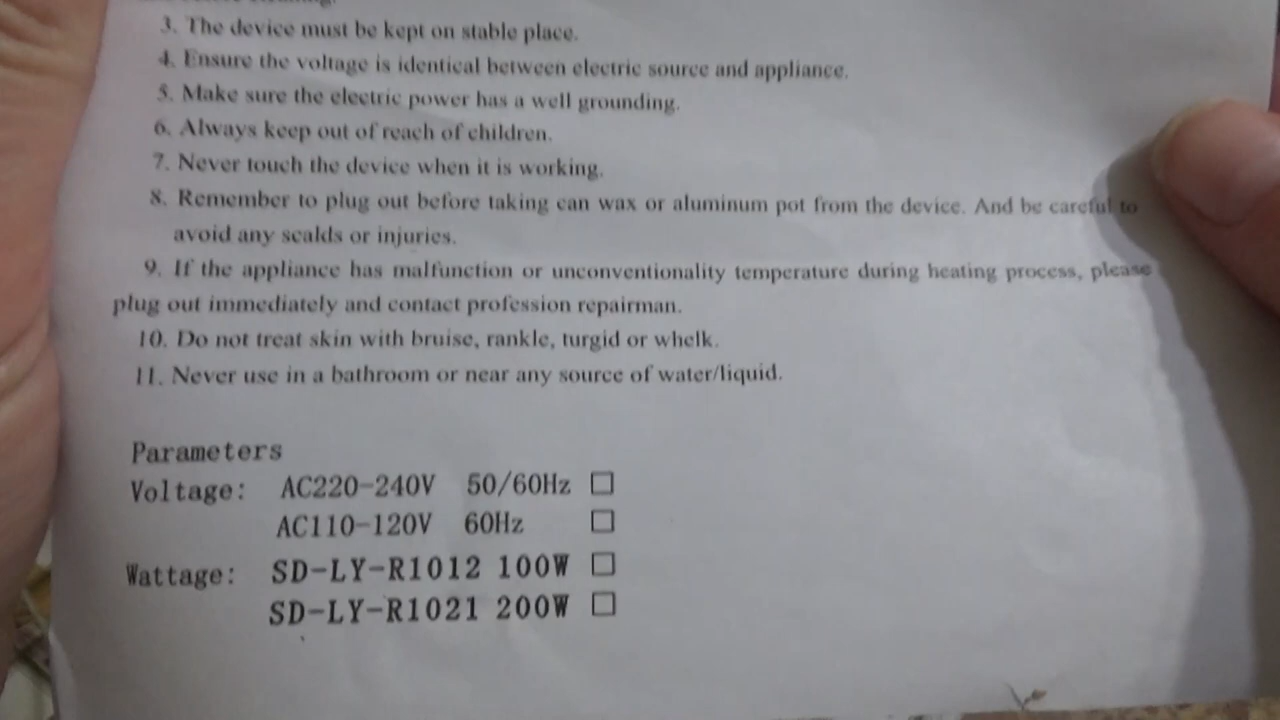 3. The device must be kept on stable place.
4. Ensure the voltage is identical between electric source and appliance.
5. Make sure the electric power has a well grounding.
6. Always keep out of reach of children.
7. Never touch the device when it is working.
8. Remember to plug out before taking can wax or aluminum pot from the device. And be careful to
avoid any scalds or injuries.
9. If the appliance has malfunction or unconventionality temperature during heating process, please
plug out immediately and contact profession repairman.
10. Do not treat skin with bruise, rankle, turgid or whelk.
11. Never use in a bathroom or near any source of water/liquid.
Parameters
Voltage: AC220-240V 50/60Hz □
AC110-120V 60Hz □
Wattage: SD-LY-R1012 100W □
SD-LY-R1021 200W □